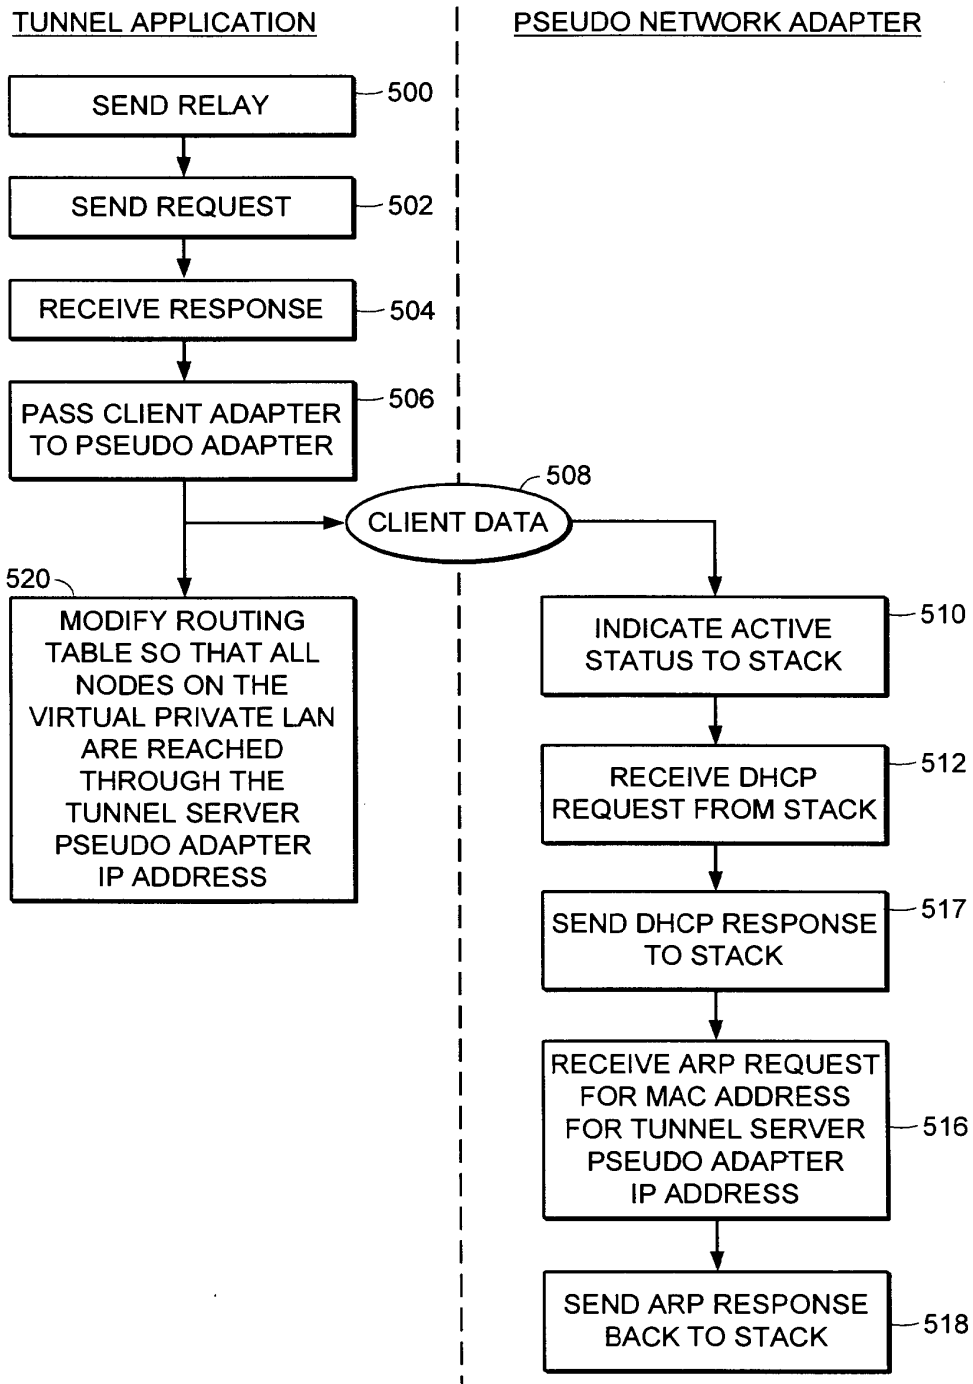 TUNNEL APPLICATION
PSEUDO NETWORK ADAPTER
SEND RELAY
500
SEND REQUEST
502
RECEIVE RESPONSE
504
PASS CLIENT ADAPTER
TO PSEUDO ADAPTER
506
CLIENT DATA
508
520
MODIFY ROUTING
TABLE SO THAT ALL
NODES ON THE
VIRTUAL PRIVATE LAN
ARE REACHED
THROUGH THE
TUNNEL SERVER
PSEUDO ADAPTER
IP ADDRESS
INDICATE ACTIVE
STATUS TO STACK
510
RECEIVE DHCP
REQUEST FROM STACK
512
SEND DHCP RESPONSE
TO STACK
517
RECEIVE ARP REQUEST
FOR MAC ADDRESS
FOR TUNNEL SERVER
PSEUDO ADAPTER
IP ADDRESS
516
SEND ARP RESPONSE
BACK TO STACK
518